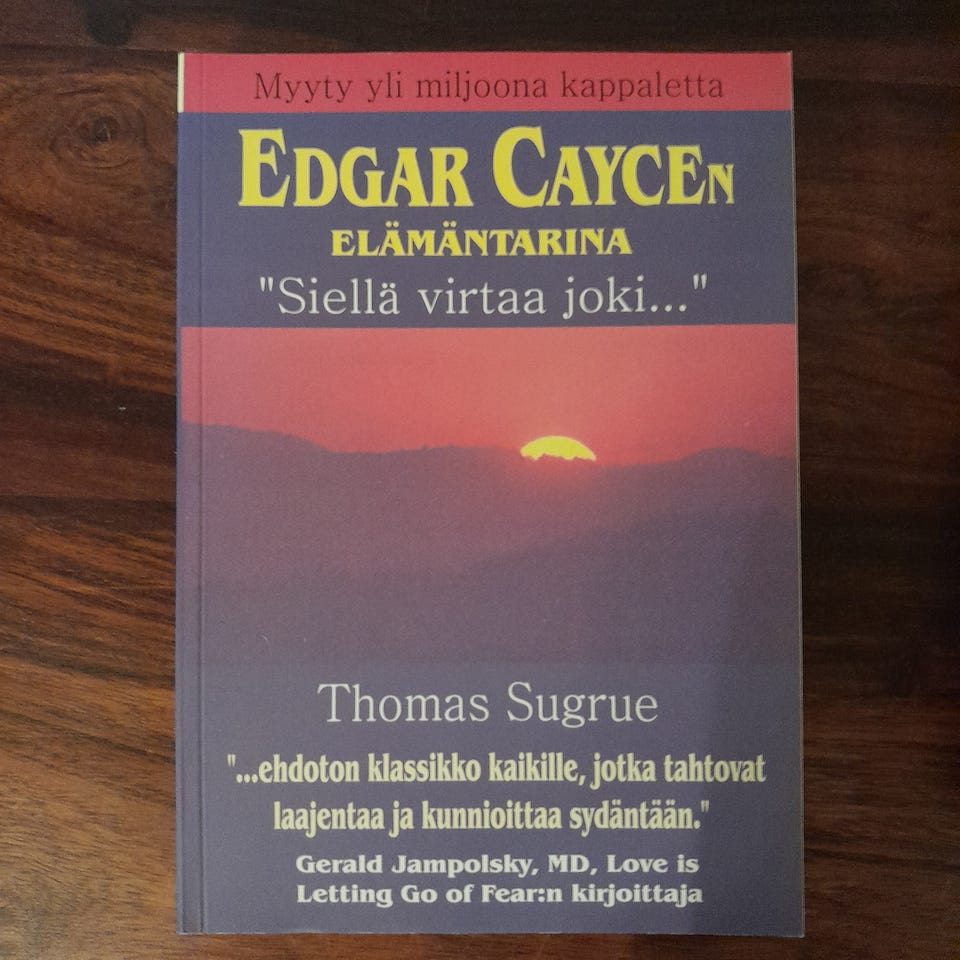 Myyty yli miljoona kappaletta
EDGAR CAYCEN
ELÄMÄNTARINA
"Siellä virtaa joki..."
Thomas Sugrue
"...ehdoton klassikko kaikille, jotka tahtovat
laajentaa ja kunnioittaa sydäntään."
Gerald Jampolsky, MD, Love is
Letting Go of Fear:n kirjoittaja